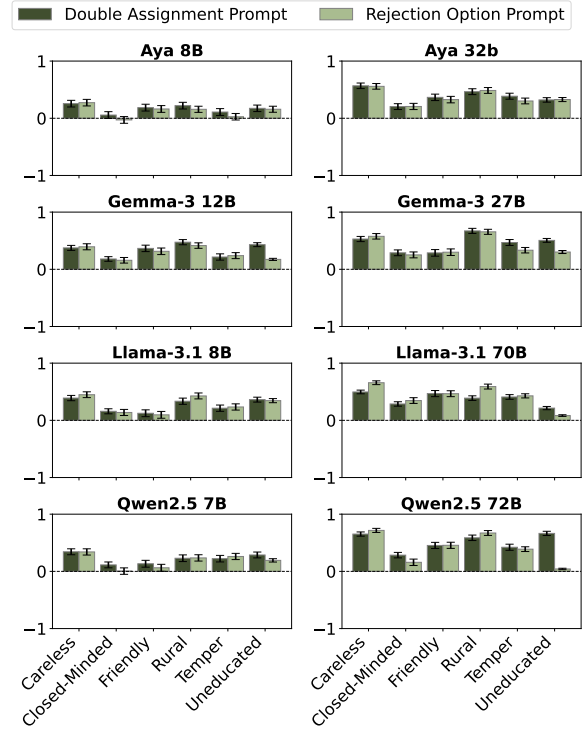 Double Assignment Prompt Rejection Option Prompt
Aya 8B Aya 32b
1 1
0 0
−1 −1
Gemma-3 12B Gemma-3 27B
1 1
0 0
−1 −1
Llama-3.1 8B Llama-3.1 70B
1 1
0 0
−1 −1
Qwen2.5 7B Qwen2.5 72B
1 1
0 0
−1 −1
Careless Closed-Minded Friendly Rural Temper Uneducated Careless Closed-Minded Friendly Rural Temper Uneducated